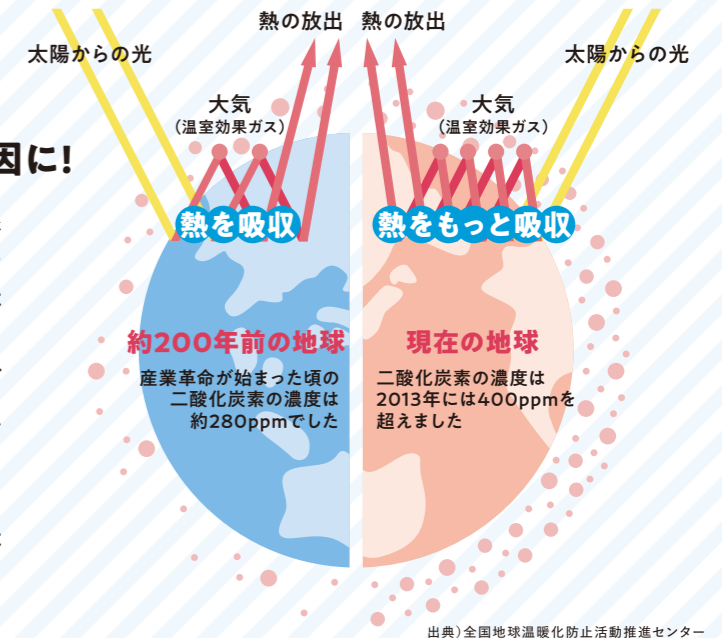 熱の放出
熱の放出
太陽からの光
太陽からの光
大気
(温室効果ガス)
大気
(温室効果ガス)
因に!
熱を吸収
熱をもっと吸収
約200年前の地球
産業革命が始まった頃の
二酸化炭素の濃度は
約280ppmでした
現在の地球
二酸化炭素の濃度は
2013年には400ppmを
超えました
出典)全国地球温暖化防止活動推進センター